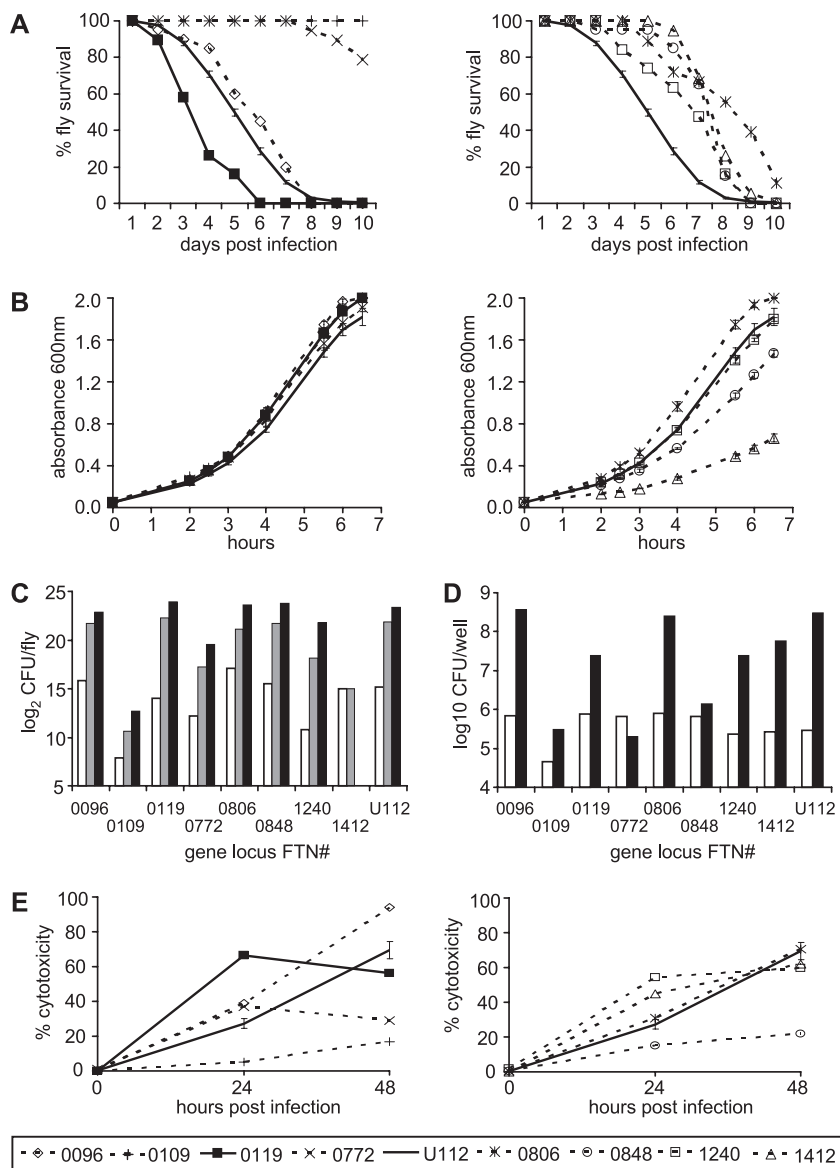 A
% fly survival
100
80
60
40
20
0
1 2 3 4 5 6 7 8 9 10
days post infection
% fly survival
100
80
60
40
20
0
1 2 3 4 5 6 7 8 9 10
days post infection
B
absorbance 600nm
2.0
1.6
1.2
0.8
0.4
0.0
0 1 2 3 4 5 6 7
hours
absorbance 600nm
2.0
1.6
1.2
0.8
0.4
0.0
0 1 2 3 4 5 6 7
hours
C
log2 CFU/fly
25
20
15
10
5
0096 0119 0806 1240 U112
0109 0772 0848 1412
gene locus FTN#
D
log10 CFU/well
9
8
7
6
5
4
0096 0119 0806 1240 U112
0109 0772 0848 1412
gene locus FTN#
E
% cytotoxicity
100
80
60
40
20
0
0 24 48
hours post infection
% cytotoxicity
100
80
60
40
20
0
0 24 48
hours post infection
0096 0109 0119 0772 U112 0806 0848 1240 1412